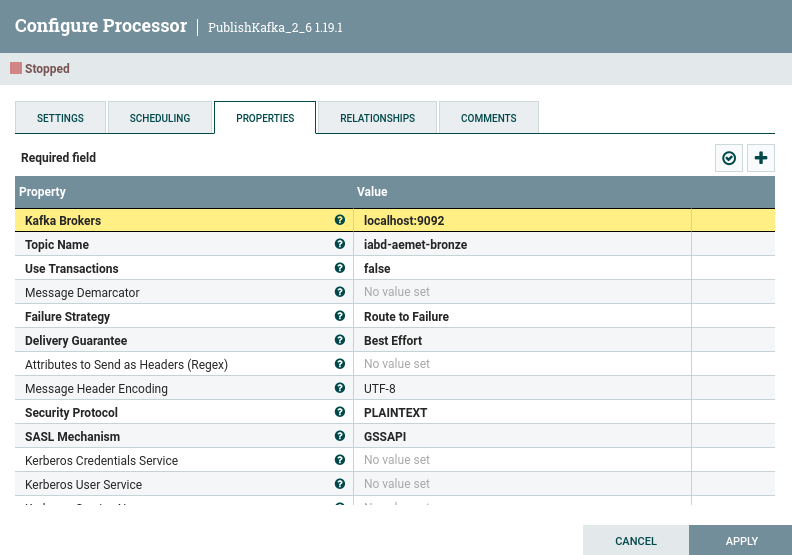 Configure Processor | PublishKafka_2_6 1.19.1
Stopped
SETTINGS SCHEDULING PROPERTIES RELATIONSHIPS COMMENTS
Required field
Property Value
Kafka Brokers localhost:9092
Topic Name iabd-aemet-bronze
Use Transactions false
Message Demarcator No value set
Failure Strategy Route to Failure
Delivery Guarantee Best Effort
Attributes to Send as Headers (Regex) No value set
Message Header Encoding UTF-8
Security Protocol PLAINTEXT
SASL Mechanism GSSAPI
Kerberos Credentials Service No value set
Kerberos User Service No value set
CANCEL APPLY